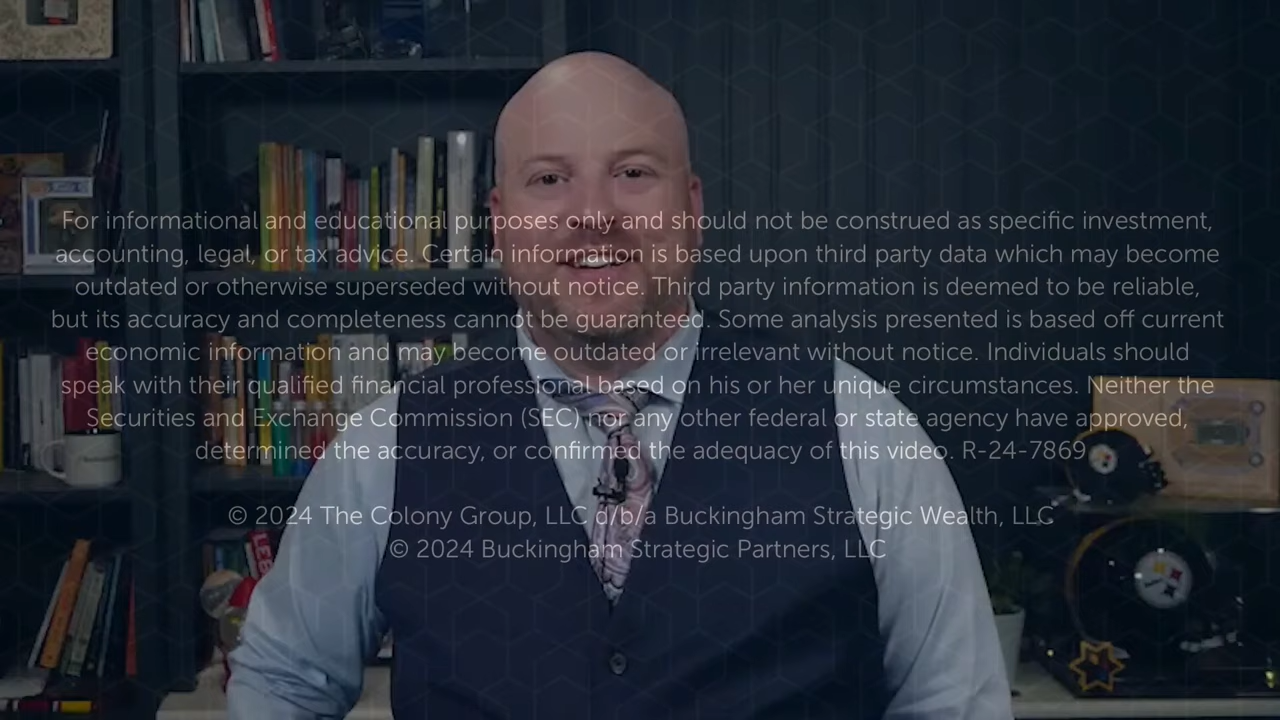 For informational and educational purposes only and should not be construed as specific investment,
accounting, legal, or tax advice. Certain information is based upon third party data which may become
outdated or otherwise superseded without notice. Third party information is deemed to be reliable,
but its accuracy and completeness cannot be guaranteed. Some analysis presented is based off current
economic information and may become outdated or irrelevant without notice. Individuals should
speak with their qualified financial professional based on his or her unique circumstances. Neither the
Securities and Exchange Commission (SEC) nor any other federal or state agency have approved,
determined the accuracy, or confirmed the adequacy of this video. R-24-7869
© 2024 The Colony Group, LLC d/b/a Buckingham Strategic Wealth, LLC
© 2024 Buckingham Strategic Partners, LLC